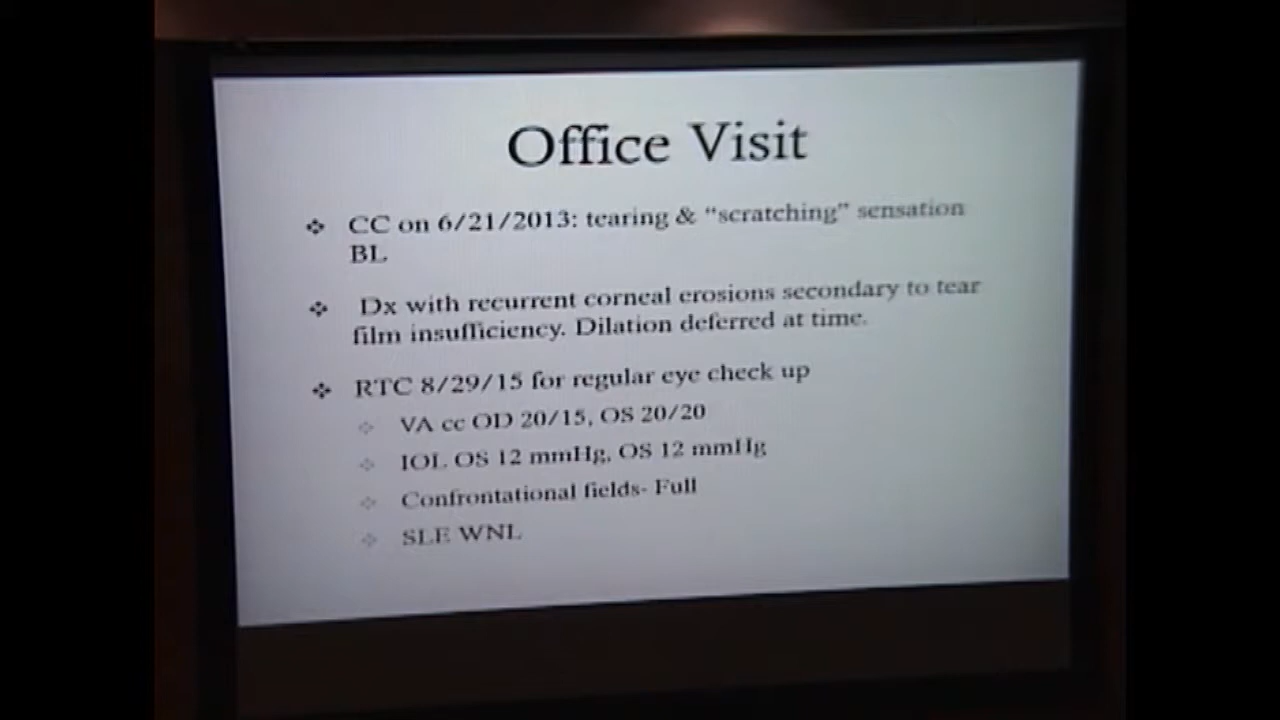 Office Visit
CC on 6/21/2013: tearing & “scratching” sensation
BL
Dx with recurrent corneal erosions secondary to tear
film insufficiency. Dilation deferred at time.
RTC 8/29/15 for regular eye check up
VA cc OD 20/15, OS 20/20
IOL OS 12 mmHg, OS 12 mmHg
Confrontational fields- Full
SLE WNL